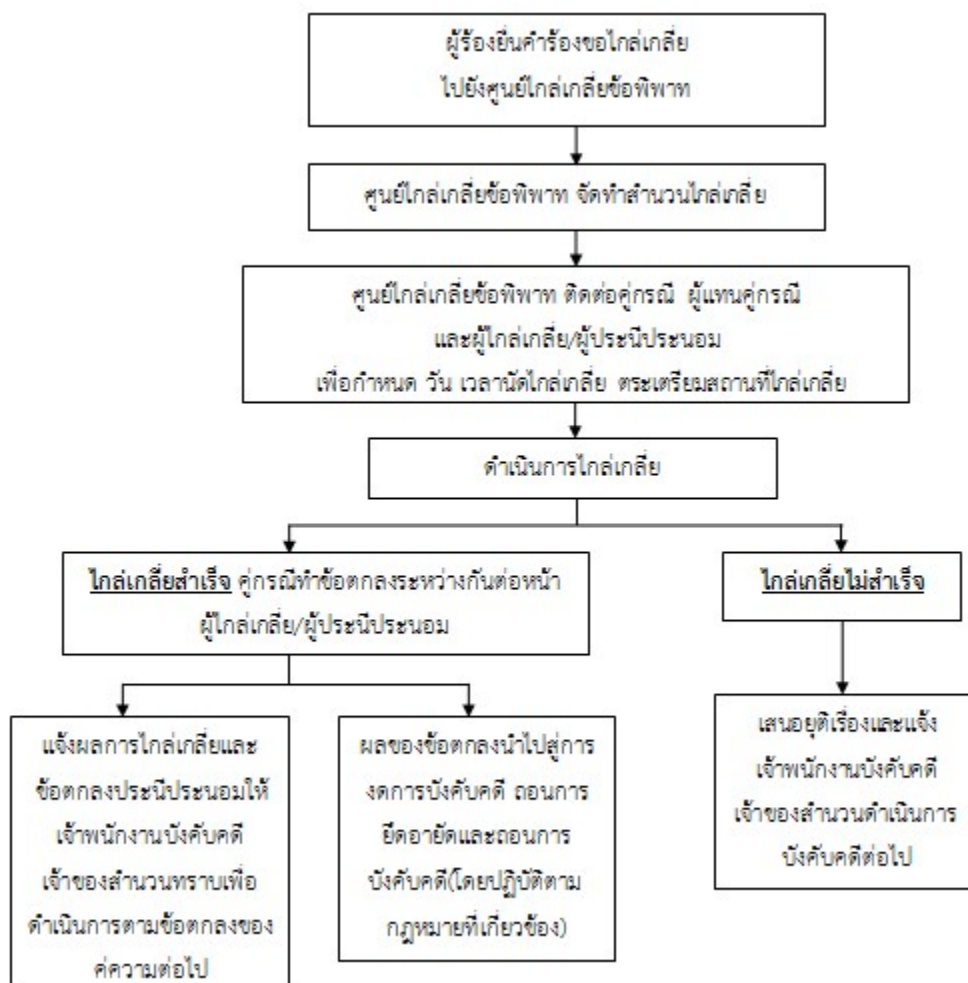 ผู้ร้องยื่นคำร้องขอไกล่เกลี่ย
ไปยังศูนย์ไกล่เกลี่ยข้อพิพาท
ศูนย์ไกล่เกลี่ยข้อพิพาท จัดทำสำนวนไกล่เกลี่ย
ศูนย์ไกล่เกลี่ยข้อพิพาท ติดต่อคู่กรณี ผู้แทนคู่กรณี
และผู้ไกล่เกลี่ย/ผู้ประนีประนอม
เพื่อกำหนด วัน เวลานัดไกล่เกลี่ย ตระเตรียมสถานที่ไกล่เกลี่ย
ดำเนินการไกล่เกลี่ย
ไกล่เกลี่ยสำเร็จ คู่กรณีทำข้อตกลงระหว่างกันต่อหน้า
ผู้ไกล่เกลี่ย/ผู้ประนีประนอม
ไกล่เกลี่ยไม่สำเร็จ
แจ้งผลการไกล่เกลี่ยและ
ข้อตกลงประนีประนอมให้
เจ้าพนักงานบังคับคดี
เจ้าของสำนวนทราบเพื่อ
ดำเนินการตามข้อตกลงของ
คู่ความต่อไป
ผลของข้อตกลงนำไปสู่การ
งดการบังคับคดี ถอนการ
ยึดอายัดและถอนการ
บังคับคดี(โดยปฏิบัติตาม
กฎหมายที่เกี่ยวข้อง)
เสนอยุติเรื่องและแจ้ง
เจ้าพนักงานบังคับคดี
เจ้าของสำนวนดำเนินการ
บังคับคดีต่อไป